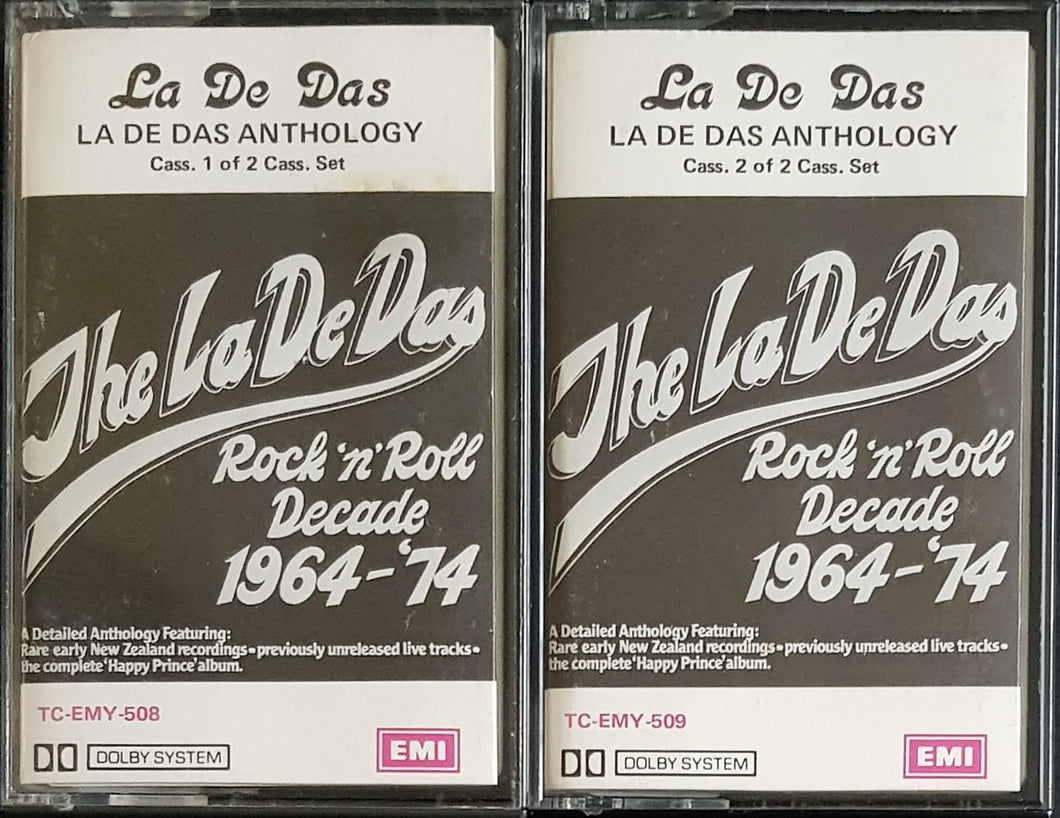 La De Das
LA DE DAS ANTHOLOGY
Cass. 1 of 2 Cass. Set
The La De Das
Rock 'n' Roll
Decade
1964-'74
A Detailed Anthology Featuring:
Rare early New Zealand recordings•previously unreleased live tracks•
the complete 'Happy Prince' album.
TC-EMY-508
DOLBY SYSTEM
EMI
La De Das
LA DE DAS ANTHOLOGY
Cass. 2 of 2 Cass. Set
The La De Das
Rock 'n' Roll
Decade
1964-'74
A Detailed Anthology Featuring:
Rare early New Zealand recordings•previously unreleased live tracks•
the complete 'Happy Prince' album.
TC-EMY-509
DOLBY SYSTEM
EMI